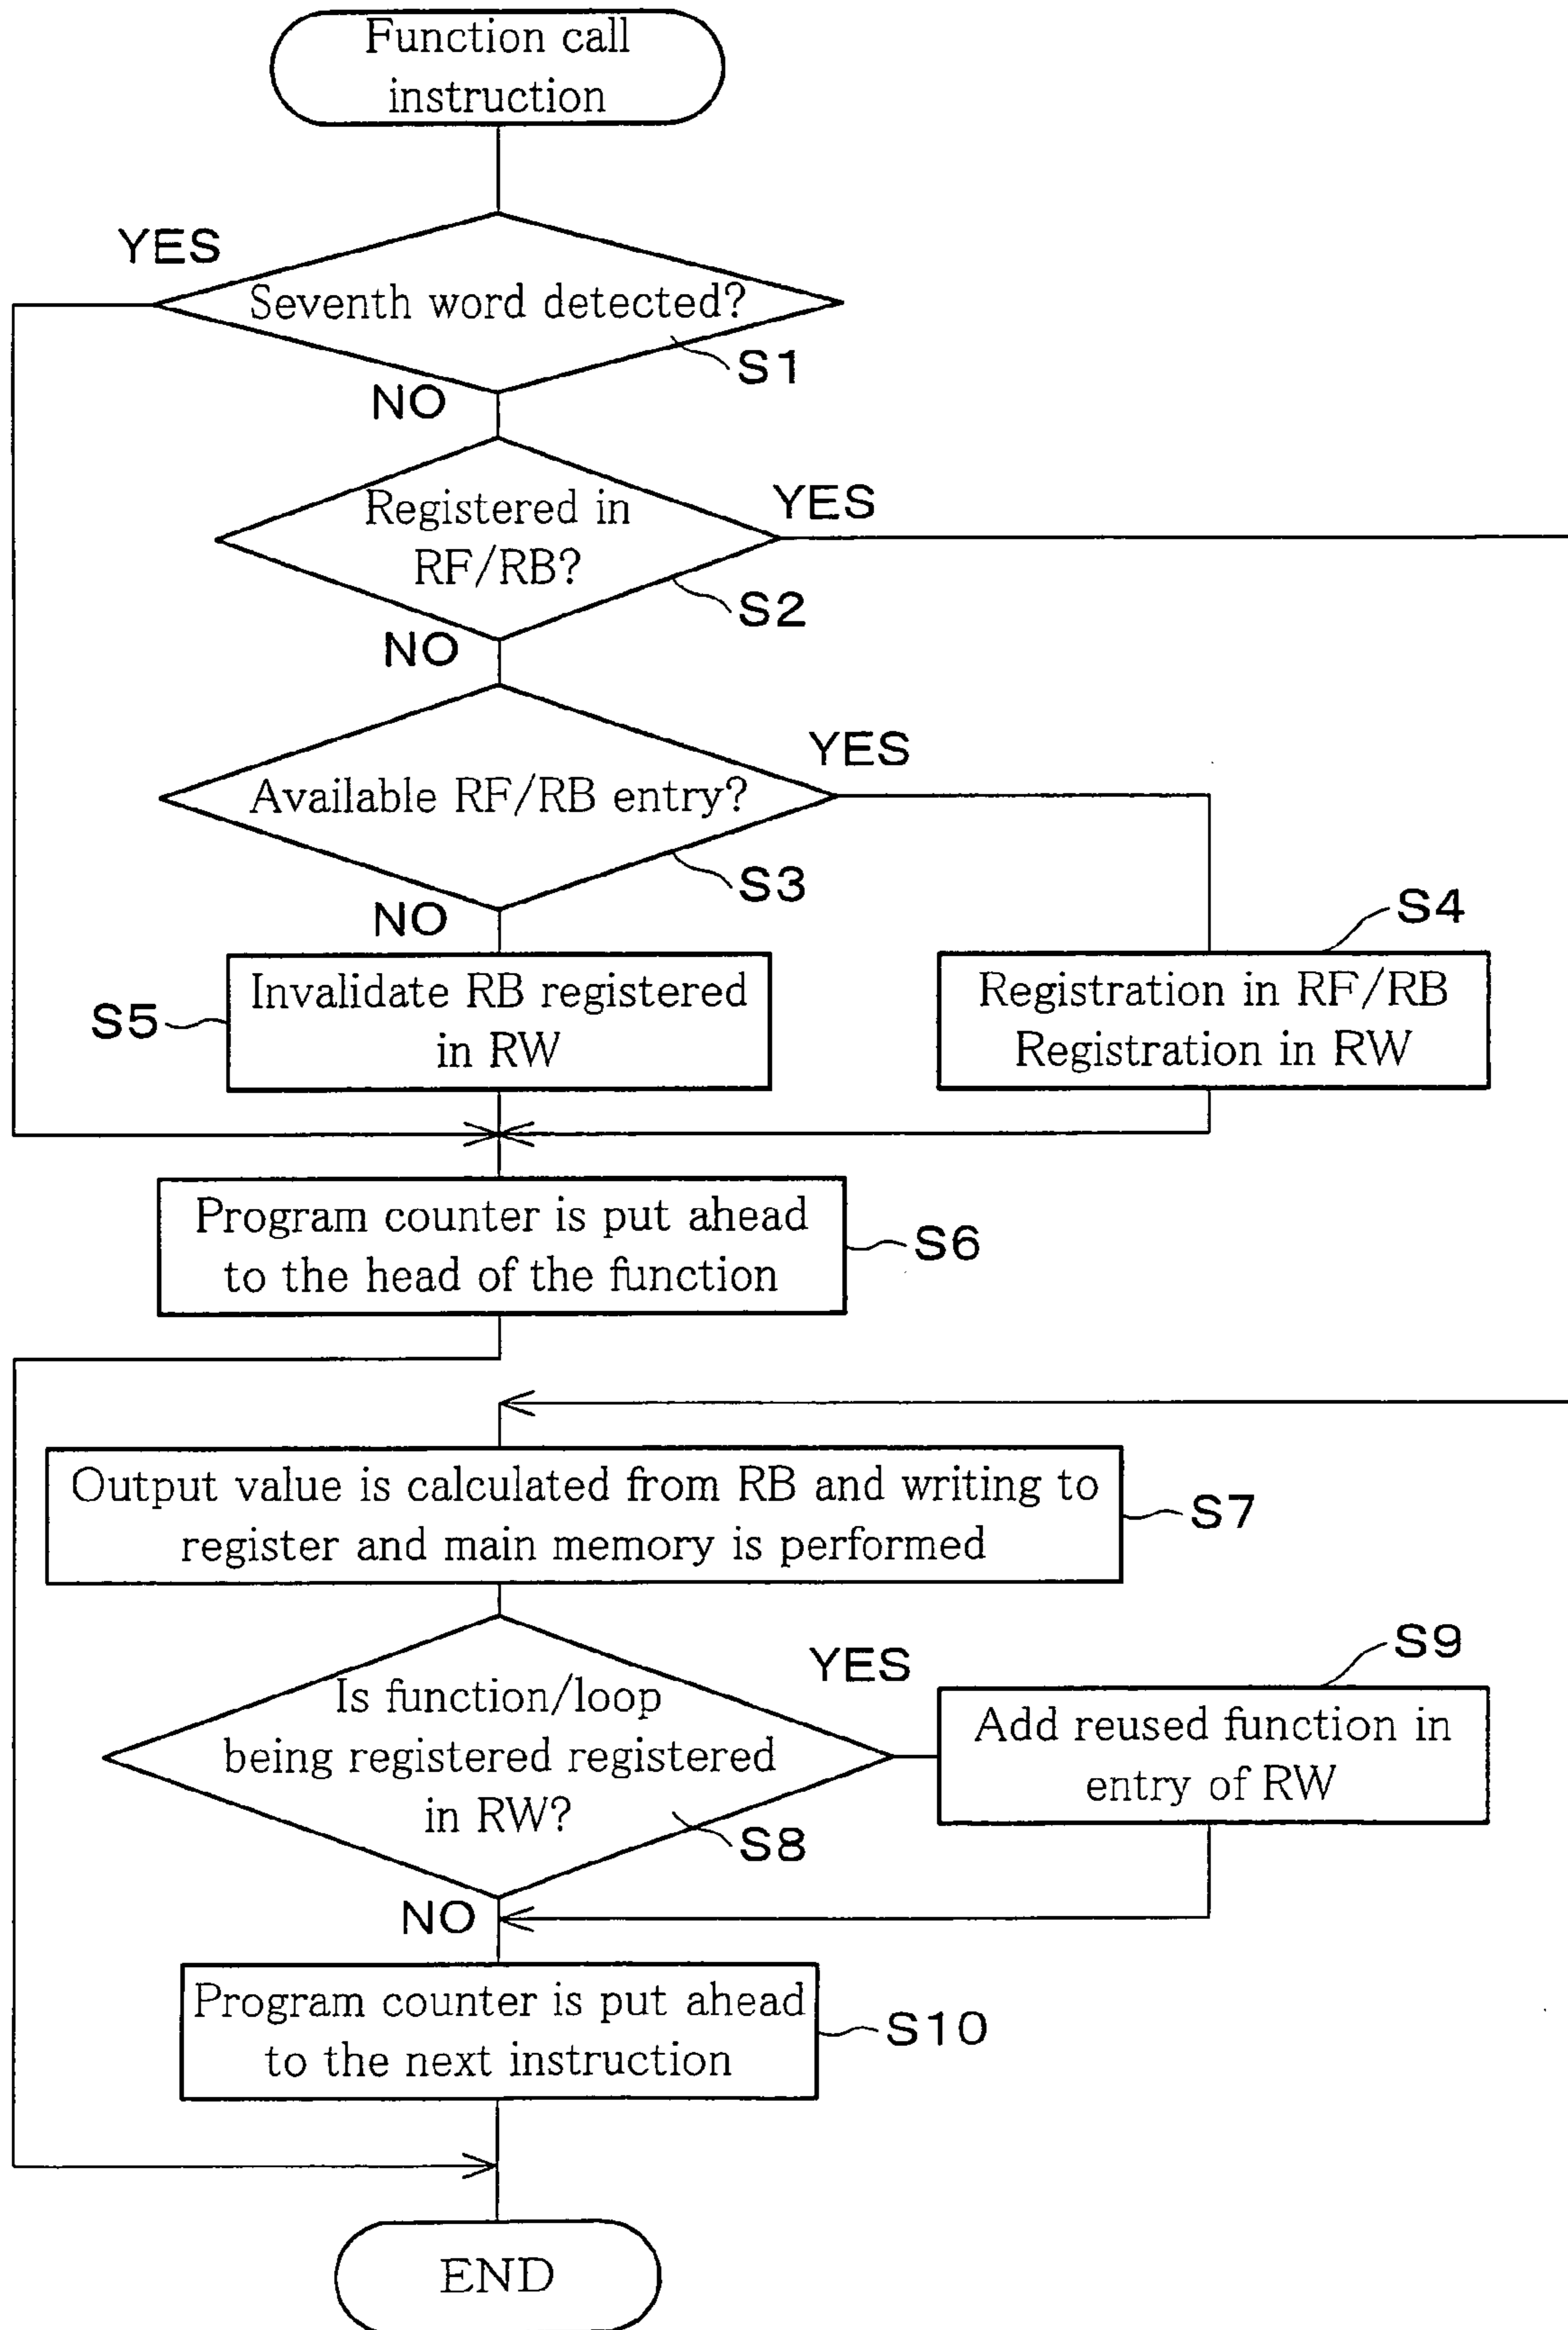 Function call
instruction
YES
Seventh word detected?
S1
NO
Registered in
RF/RB?
YES
S2
NO
Available RF/RB entry?
YES
S3
NO
S4
Invalidate RB registered
in RW
S5
Registration in RF/RB
Registration in RW
Program counter is put ahead
to the head of the function
S6
Output value is calculated from RB and writing to
register and main memory is performed
S7
Is function/loop
being registered registered
in RW?
YES
S8
S9
Add reused function in
entry of RW
NO
Program counter is put ahead
to the next instruction
S10
END